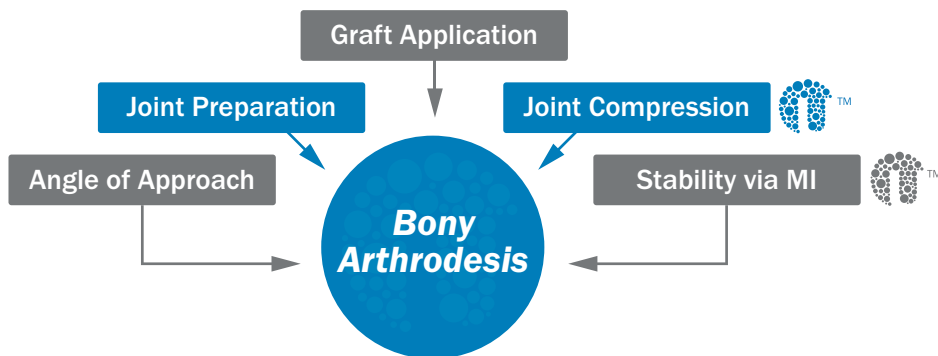 Graft Application
Joint Preparation
Joint Compression
TM
Angle of Approach
Stability via MI
TM
Bony
Arthrodesis